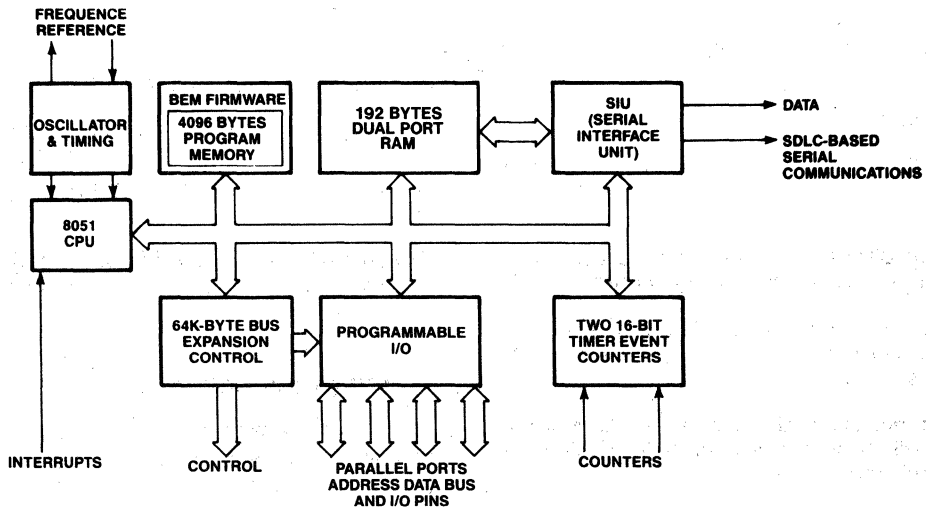 FREQUENCE
REFERENCE
OSCILLATOR
& TIMING
BEM FIRMWARE
4096 BYTES
PROGRAM
MEMORY
192 BYTES
DUAL PORT
RAM
SIU
(SERIAL
INTERFACE
UNIT)
DATA
SDLC-BASED
SERIAL
COMMUNICATIONS
8051
CPU
64K-BYTE BUS
EXPANSION
CONTROL
PROGRAMMABLE
I/O
TWO 16-BIT
TIMER EVENT
COUNTERS
INTERRUPTS
CONTROL
PARALLEL PORTS
ADDRESS DATA BUS
AND I/O PINS
COUNTERS